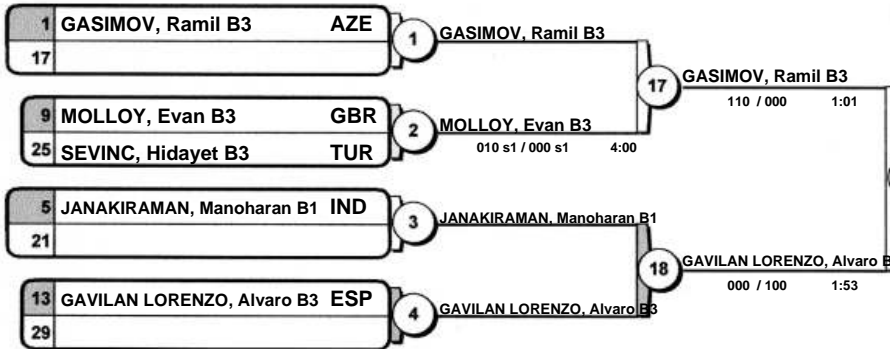 1 GASIMOV, Ramil B3 AZE
17
1
GASIMOV, Ramil B3
9 MOLLOY, Evan B3 GBR
25 SEVINC, Hidayet B3 TUR
2
MOLLOY, Evan B3
010 s1 / 000 s1 4:00
17
GASIMOV, Ramil B3
110 / 000 1:01
5 JANAKIRAMAN, Manoharan B1 IND
21
3
JANAKIRAMAN, Manoharan B1
13 GAVILAN LORENZO, Alvaro B3 ESP
29
4
GAVILAN LORENZO, Alvaro B3
18
GAVILAN LORENZO, Alvaro B
000 / 100 1:53